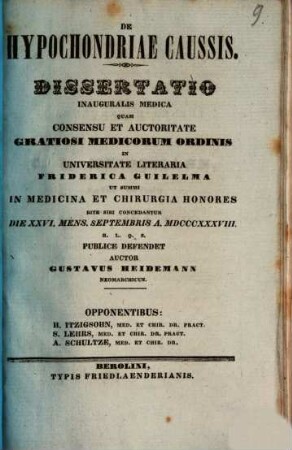 9.
DE
HYPOCHONDRIAE CAUSSIS.
DISSERTATIO
INAUGURALIS MEDICA
QUAM
CONSENSU ET AUCTORITATE
GRATIOSI MEDICORUM ORDINIS
IN
UNIVERSITATE LITERARIA
FRIDERICA GUILELMA
UT SUMMI
IN MEDICINA ET CHIRURGIA HONORES
RITE SIBI CONCEDANTUR
DIE XXVI. MENS. SEPTEMBRIS A. MDCCCXXXVIII.
H. L. Q. S.
PUBLICE DEFENDET
AUCTOR
GUSTAVUS HEIDEMANN
NEOMARCHICUS.
OPPONENTIBUS:
H. ITZIGSOHN, MED. ET CHIR. DR. PRACT.
S. LEHRS, MED. ET CHIR. DR. PRACT.
A. SCHULTZE, MED. ET CHIR. DR.
BEROLINI,
TYPIS FRIEDLAENDERIANIS.